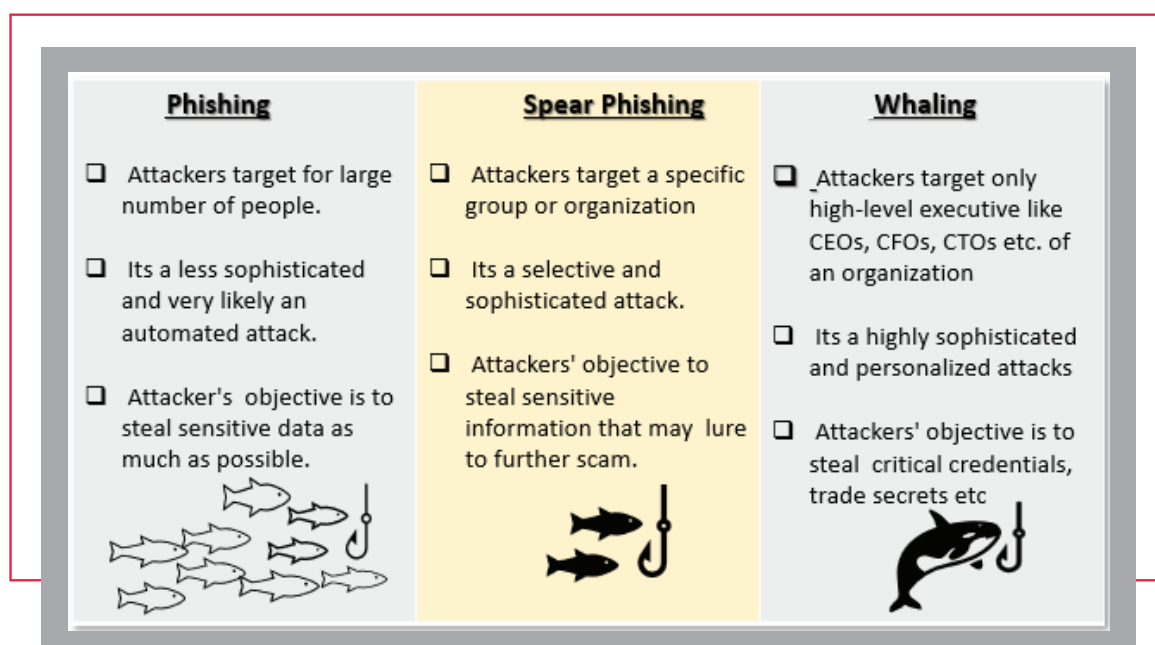 Phishing
❑ Attackers target for large
number of people.
❑ Its a less sophisticated
and very likely an
automated attack.
❑ Attacker's objective is to
steal sensitive data as
much as possible.
Spear Phishing
❑ Attackers target a specific
group or organization
❑ Its a selective and
sophisticated attack.
❑ Attackers' objective to
steal sensitive
information that may lure
to further scam.
Whaling
❑ Attackers target only
high-level executive like
CEOs, CFOs, CTOs etc. of
an organization
❑ Its a highly sophisticated
and personalized attacks
❑ Attackers' objective is to
steal critical credentials,
trade secrets etc